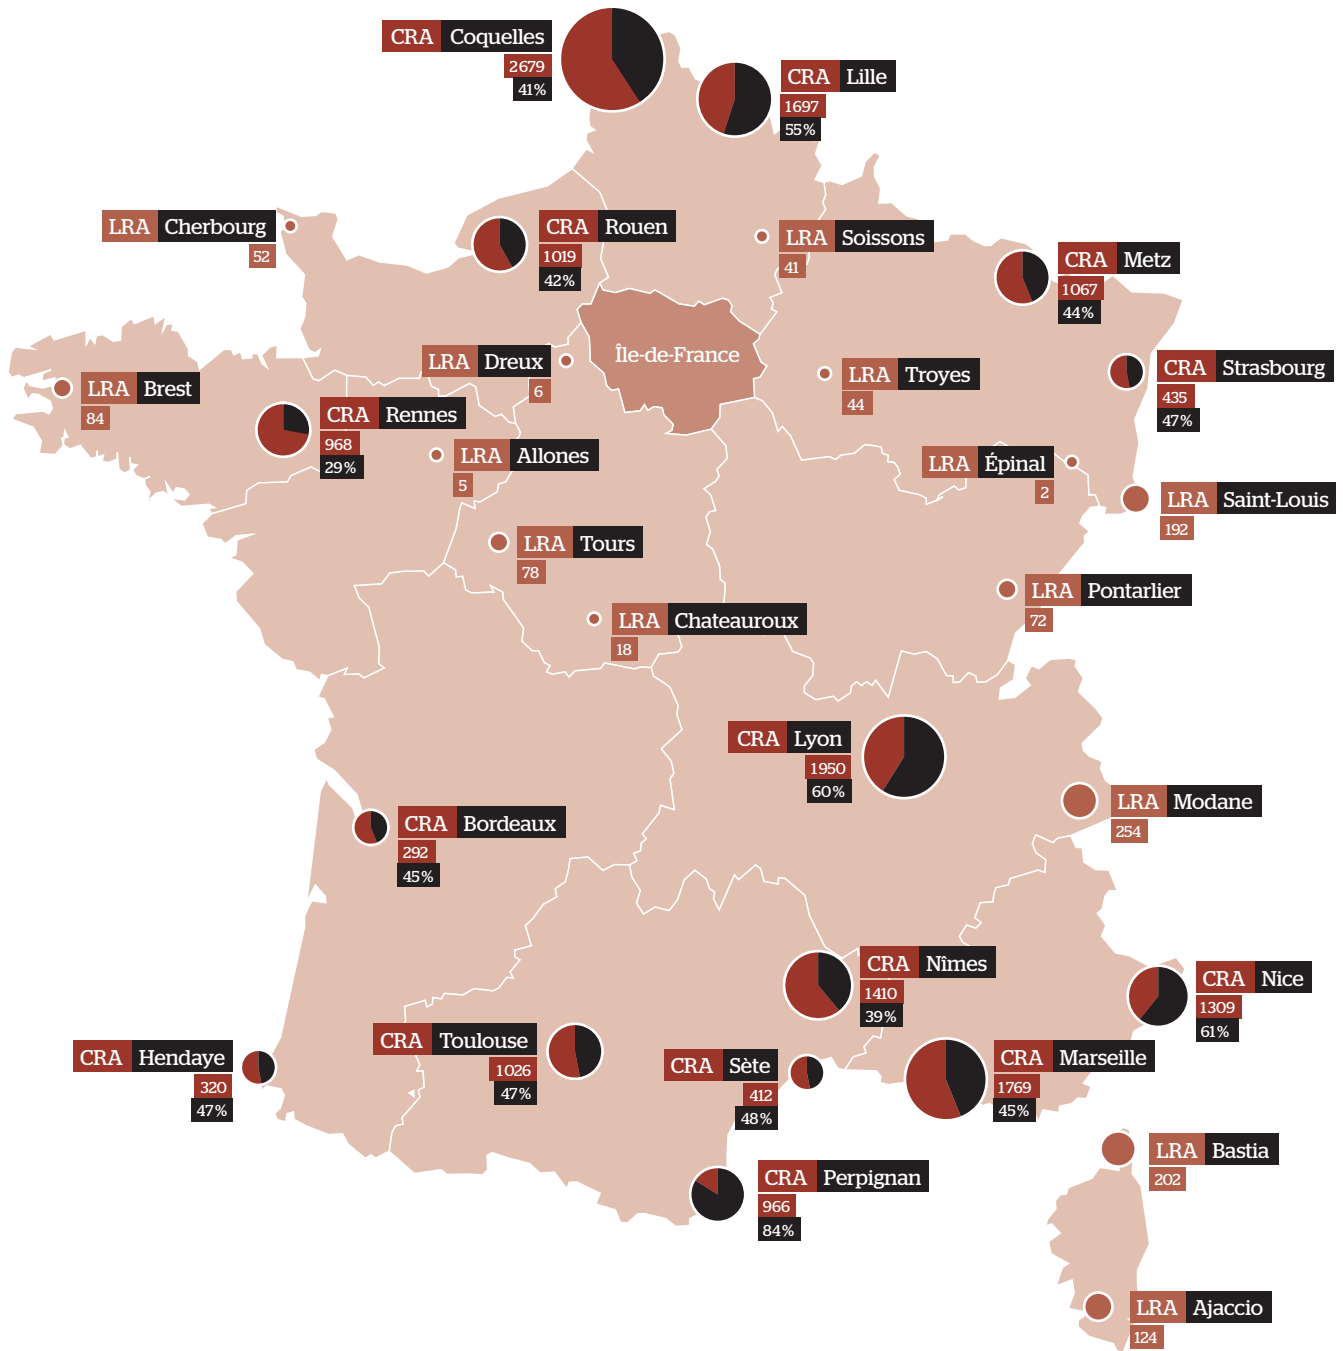 CRA Coquelles
2679
41%
CRA Lille
1697
55%
LRA Cherbourg
52
CRA Rouen
1019
42%
LRA Soissons
41
CRA Metz
1067
44%
Île-de-France
LRA Dreux
6
LRA Troyes
44
CRA Strasbourg
435
47%
LRA Brest
84
CRA Rennes
968
29%
LRA Allones
5
LRA Épinal
2
LRA Saint-Louis
192
LRA Tours
78
LRA Pontarlier
72
LRA Chateauroux
18
CRA Lyon
1950
60%
LRA Modane
254
CRA Bordeaux
292
45%
CRA Nîmes
1410
39%
CRA Nice
1309
61%
CRA Toulouse
1026
47%
CRA Hendaye
320
47%
CRA Sète
412
48%
CRA Marseille
1769
45%
LRA Bastia
202
CRA Perpignan
966
84%
LRA Ajaccio
124